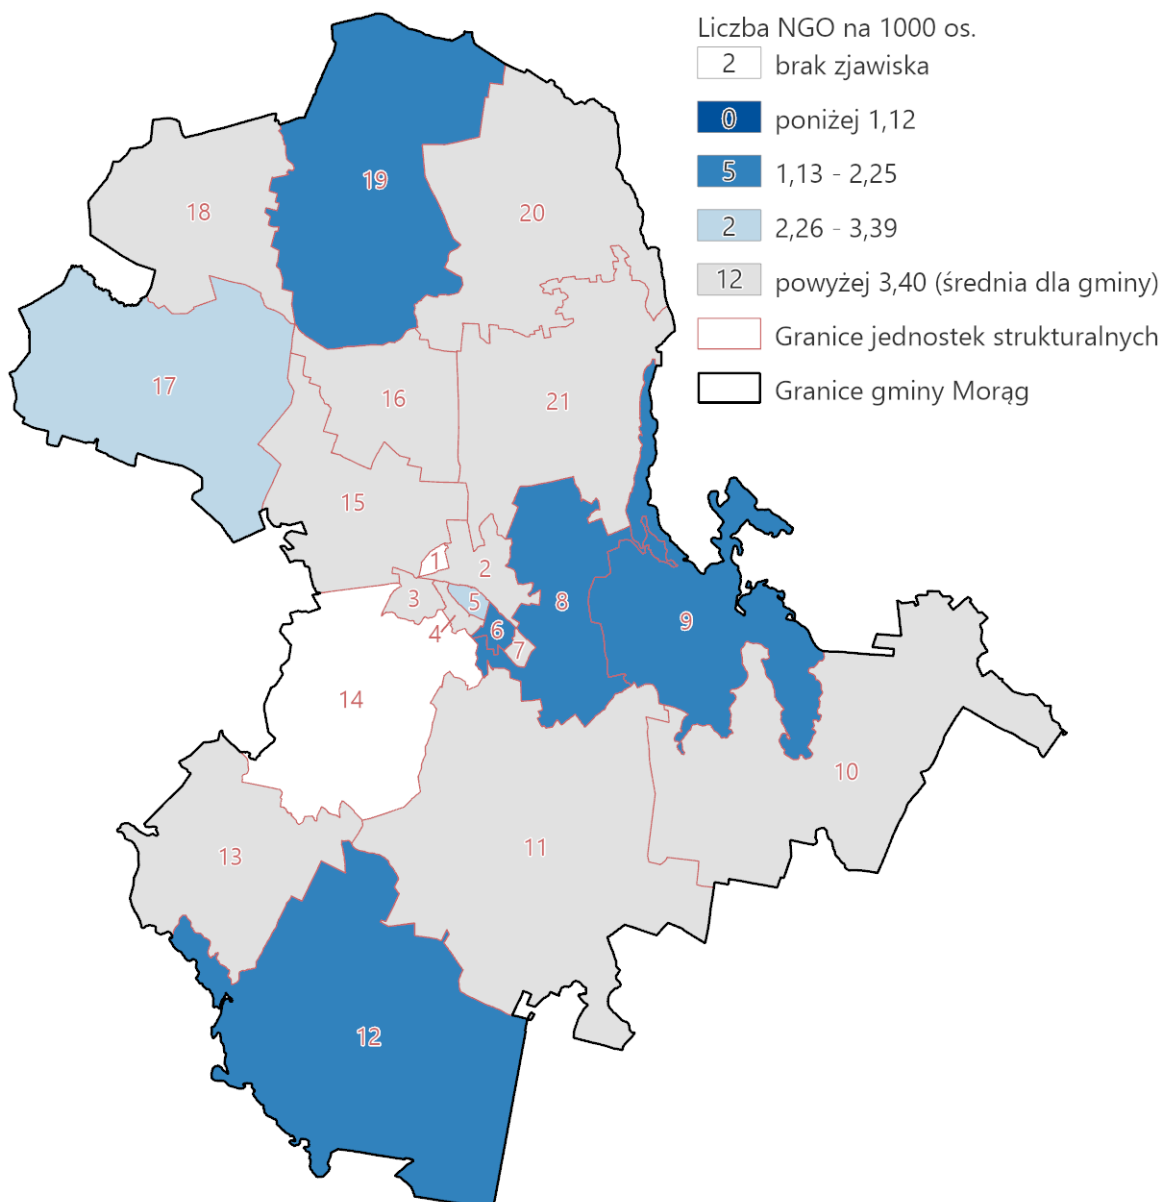 Liczba NGO na 1000 os.
2 brak zjawiska
0 poniżej 1,12
5 1,13 - 2,25
2 2,26 - 3,39
12 powyżej 3,40 (średnia dla gminy)
Granice jednostek strukturalnych
Granice gminy Morąg
19
18
20
17
16
21
15
1
2
3
5
8
4
6
7
9
14
10
13
11
12